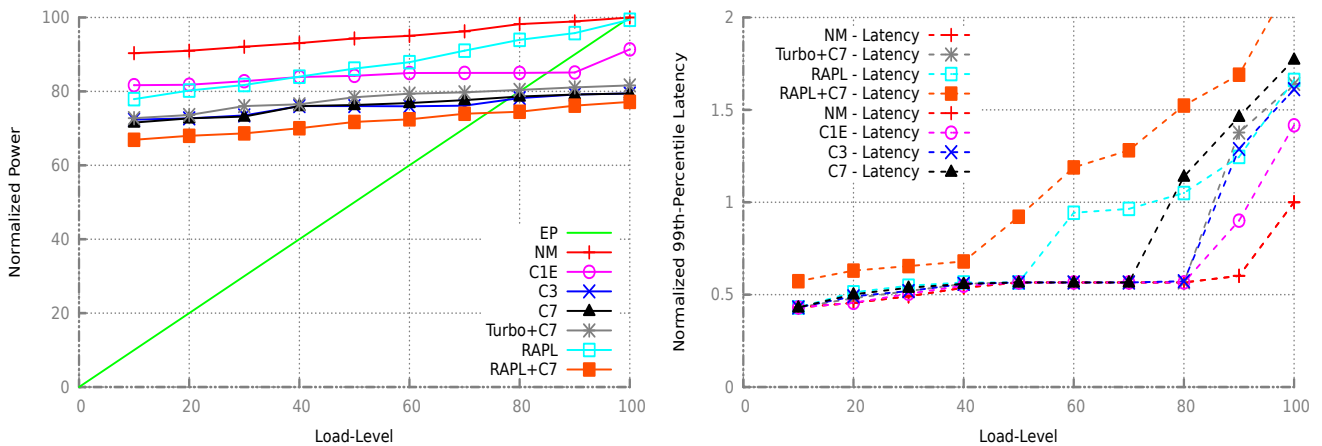 Normalized Power
100
80
60
40
20
0
0
20
40
60
80
100
Load-Level
EP
NM
C1E
C3
C7
Turbo+C7
RAPL
RAPL+C7
Normalized 99th-Percentile Latency
2
1.5
1
0.5
0
0
20
40
60
80
100
Load-Level
NM - Latency
Turbo+C7 - Latency
RAPL - Latency
RAPL+C7 - Latency
NM - Latency
C1E - Latency
C3 - Latency
C7 - Latency